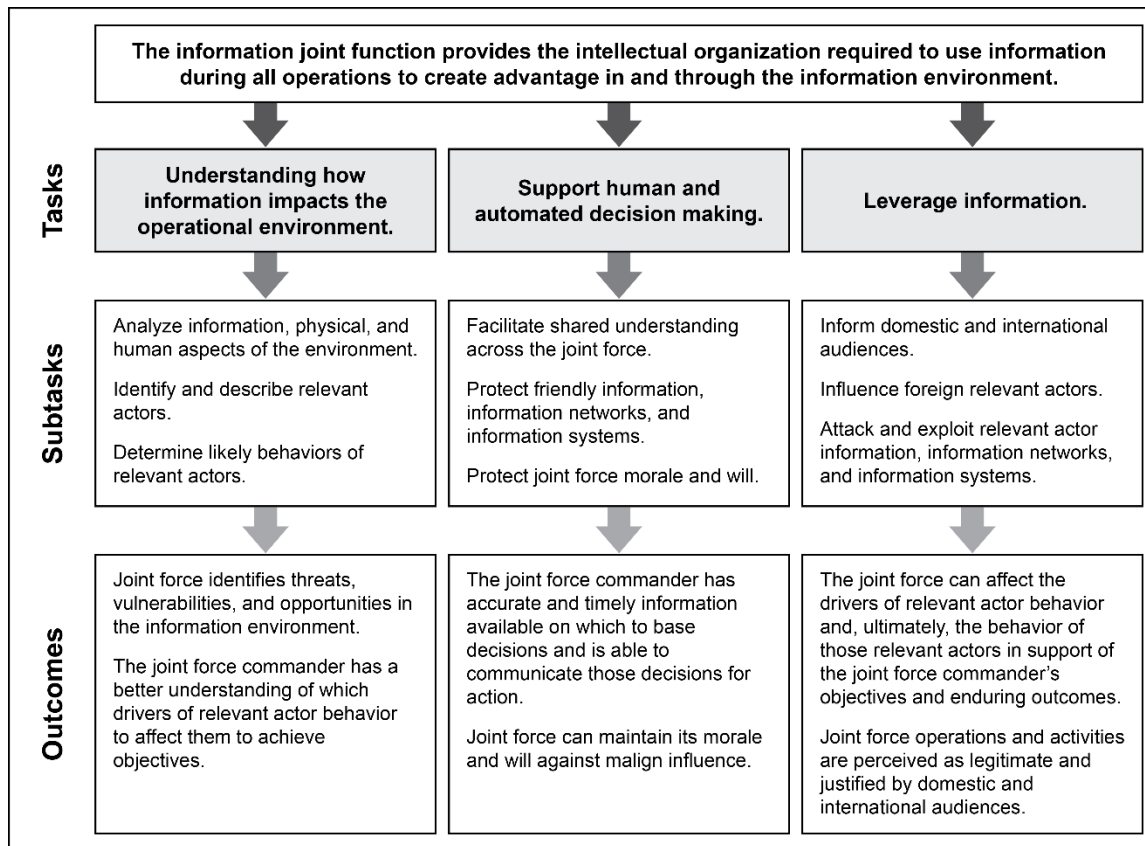 The information joint function provides the intellectual organization required to use information
during all operations to create advantage in and through the information environment.
Tasks
Understanding how
information impacts the
operational environment.
Support human and
automated decision making.
Leverage information.
Subtasks
Analyze information, physical, and
human aspects of the environment.
Identify and describe relevant
actors.
Determine likely behaviors of
relevant actors.
Facilitate shared understanding
across the joint force.
Protect friendly information,
information networks, and
information systems.
Protect joint force morale and will.
Inform domestic and international
audiences.
Influence foreign relevant actors.
Attack and exploit relevant actor
information, information networks,
and information systems.
Outcomes
Joint force identifies threats,
vulnerabilities, and opportunities in
the information environment.
The joint force commander has a
better understanding of which
drivers of relevant actor behavior
to affect them to achieve
objectives.
The joint force commander has
accurate and timely information
available on which to base
decisions and is able to
communicate those decisions for
action.
Joint force can maintain its morale
and will against malign influence.
The joint force can affect the
drivers of relevant actor behavior
and, ultimately, the behavior of
those relevant actors in support of
the joint force commander’s
objectives and enduring outcomes.
Joint force operations and activities
are perceived as legitimate and
justified by domestic and
international audiences.